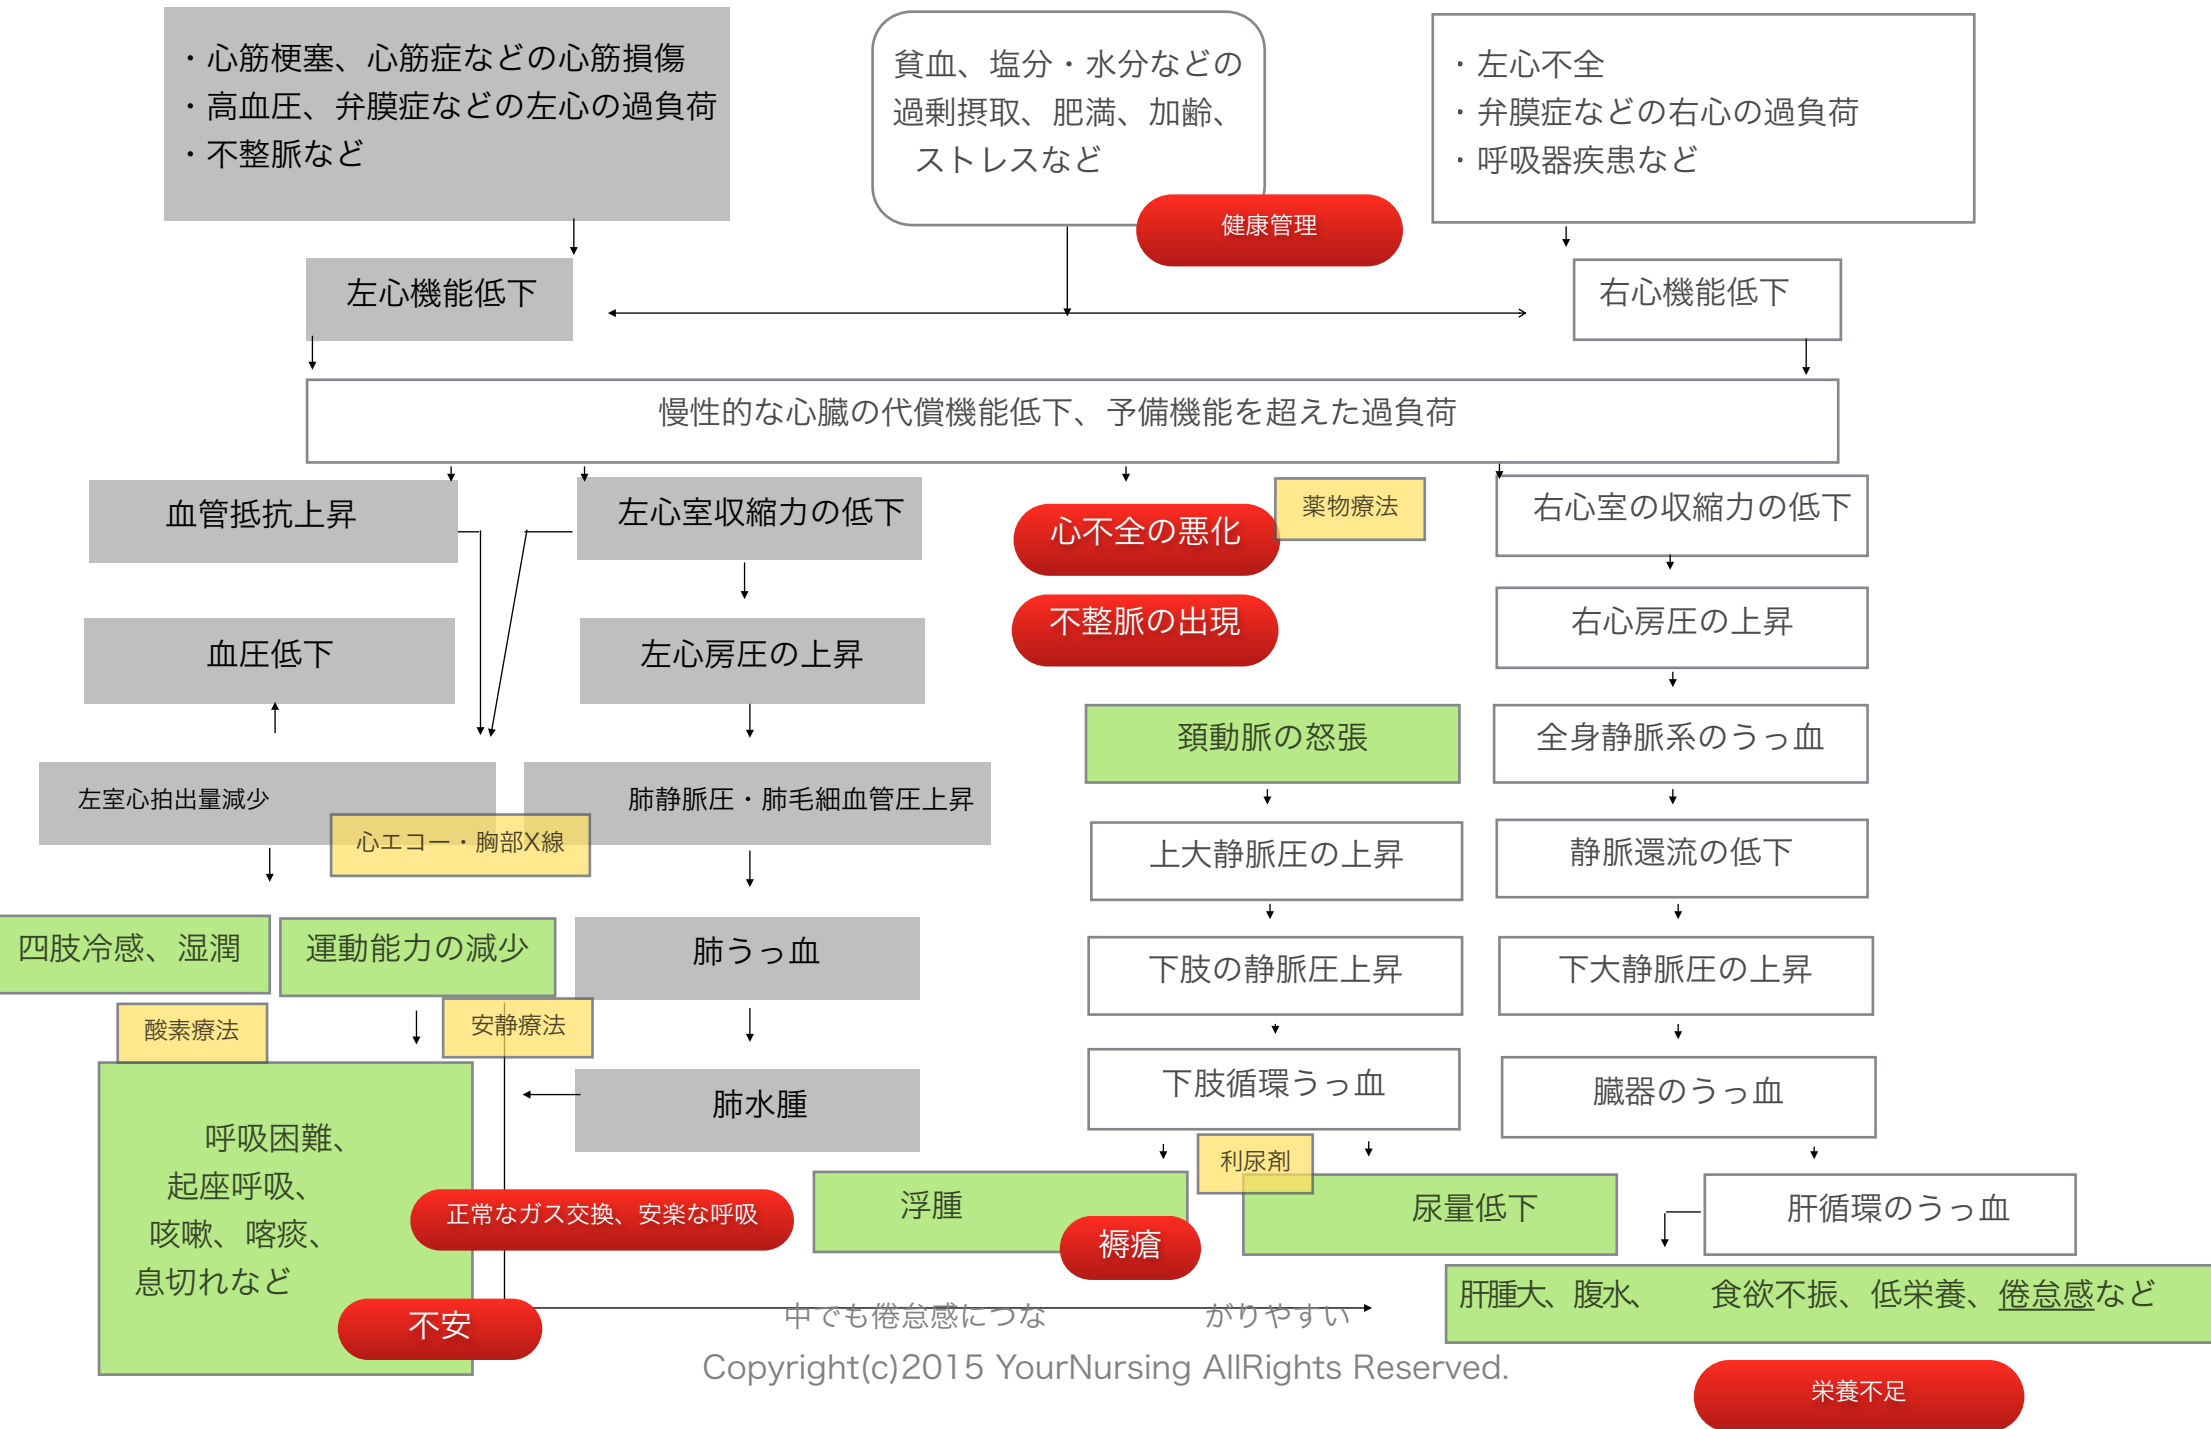 ・心筋梗塞、心筋症などの心筋損傷
・高血圧、弁膜症などの左心の過負荷
・不整脈など
貧血、塩分・水分などの
過剰摂取、肥満、加齢、
ストレスなど
健康管理
・左心不全
・弁膜症などの右心の過負荷
・呼吸器疾患など
左心機能低下
右心機能低下
慢性的な心臓の代償機能低下、予備機能を超えた過負荷
血管抵抗上昇
左心室収縮力の低下
心不全の悪化
薬物療法
右心室の収縮力の低下
血圧低下
左心房圧の上昇
不整脈の出現
右心房圧の上昇
頚動脈の怒張
全身静脈系のうっ血
左室心拍出量減少
肺静脈圧・肺毛細血管圧上昇
心エコー・胸部X線
上大静脈圧の上昇
静脈還流の低下
四肢冷感、湿潤
運動能力の減少
肺うっ血
下肢の静脈圧上昇
下大静脈圧の上昇
酸素療法
安静療法
肺水腫
下肢循環うっ血
臓器のうっ血
呼吸困難、
起座呼吸、
咳嗽、喀痰、
息切れなど
正常なガス交換、安楽な呼吸
利尿剤
浮腫
褥瘡
尿量低下
肝循環のうっ血
不安
中でも倦怠感につな がりやすい
肝腫大、腹水、 食欲不振、低栄養、倦怠感など
Copyright(c)2015 YourNursing AllRights Reserved.
栄養不足